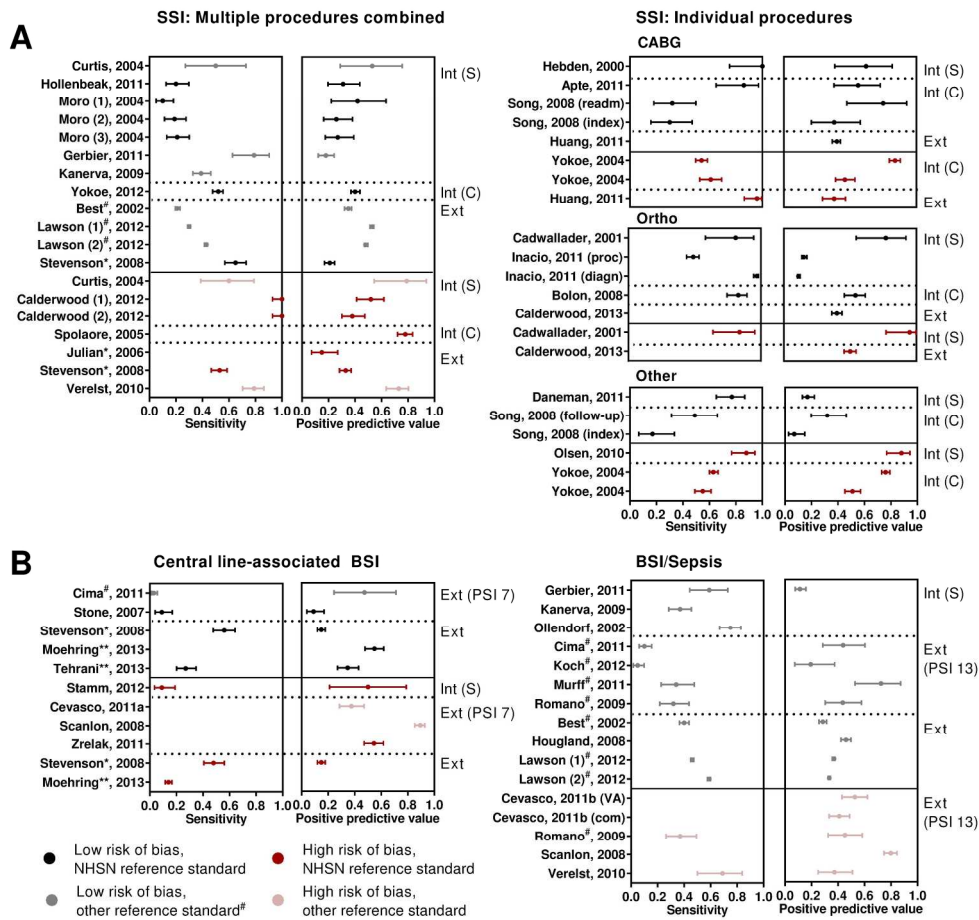 A
SSI: Multiple procedures combined
Curtis, 2004
Hollenbeak, 2011
Moro (1), 2004
Moro (2), 2004
Moro (3), 2004
Gerbier, 2011
Kanerva, 2009
Yokoe, 2012
Best#, 2002
Lawson (1)#, 2012
Lawson (2)#, 2012
Stevenson*, 2008
Curtis, 2004
Calderwood (1), 2012
Calderwood (2), 2012
Spolaore, 2005
Julian*, 2006
Stevenson*, 2008
Verelst, 2010
Int (S)
Int (C)
Ext
Int (S)
Int (C)
Ext
0.0 0.2 0.4 0.6 0.8 1.0 0.0 0.2 0.4 0.6 0.8 1.0
Sensitivity Positive predictive value
SSI: Individual procedures
CABG
Hebden, 2000
Apte, 2011
Song, 2008 (readm)
Song, 2008 (index)
Huang, 2011
Yokoe, 2004
Yokoe, 2004
Huang, 2011
Int (S)
Int (C)
Ext
Int (C)
Ext
Ortho
Cadwallader, 2001
Inacio, 2011 (proc)
Inacio, 2011 (diagn)
Bolon, 2008
Calderwood, 2013
Cadwallader, 2001
Calderwood, 2013
Int (S)
Int (C)
Ext
Int (S)
Ext
Other
Daneman, 2011
Song, 2008 (follow-up)
Song, 2008 (index)
Olsen, 2010
Yokoe, 2004
Yokoe, 2004
Int (S)
Int (C)
Int (S)
Int (C)
0.0 0.2 0.4 0.6 0.8 1.0 0.0 0.2 0.4 0.6 0.8 1.0
Sensitivity Positive predictive value
B
Central line-associated BSI
Cima#, 2011
Stone, 2007
Stevenson*, 2008
Moehring**, 2013
Tehrani**, 2013
Stamm, 2012
Cevasco, 2011a
Scanlon, 2008
Zrelak, 2011
Stevenson*, 2008
Moehring**, 2013
Ext (PSI 7)
Ext
Int (S)
Ext (PSI 7)
Ext
0.0 0.2 0.4 0.6 0.8 1.0 0.0 0.2 0.4 0.6 0.8 1.0
Sensitivity Positive predictive value
BSI/Sepsis
Gerbier, 2011
Kanerva, 2009
Ollendorf, 2002
Cima#, 2011
Koch#, 2012
Murff#, 2011
Romano#, 2009
Best#, 2002
Hougland, 2008
Lawson (1)#, 2012
Lawson (2)#, 2012
Cevasco, 2011b (VA)
Cevasco, 2011b (com)
Romano#, 2009
Scanlon, 2008
Verelst, 2010
Int (S)
Ext
(PSI 13)
Ext
Ext
(PSI 13)
0.0 0.2 0.4 0.6 0.8 1.0 0.0 0.2 0.4 0.6 0.8 1.0
Sensitivity Positive predictive value
Low risk of bias,
NHSN reference standard
High risk of bias,
NHSN reference standard
Low risk of bias,
other reference standard#
High risk of bias,
other reference standard